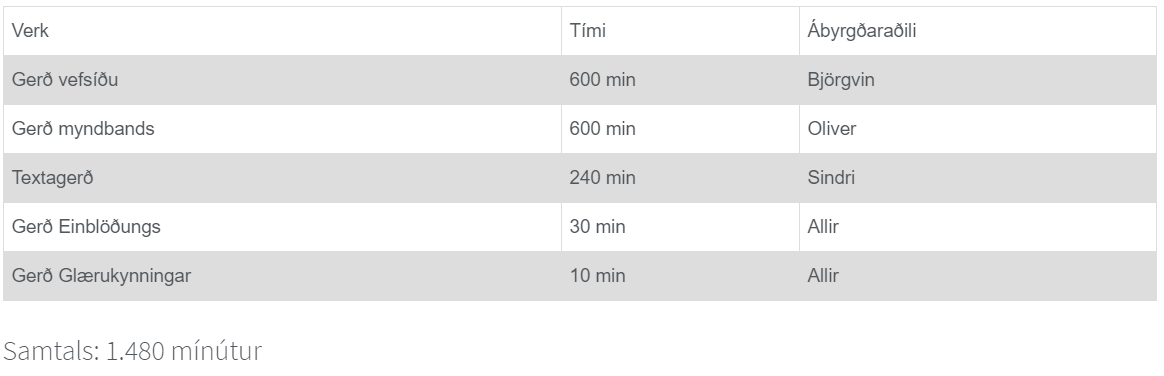 Verk Tími Ábyrgðaraðili
Gerð vefsíðu 600 min Björgvin
Gerð myndbands 600 min Oliver
Textagerð 240 min Sindri
Gerð Einblöðungs 30 min Allir
Gerð Glærukynningar 10 min Allir
Samtals: 1.480 mínútur